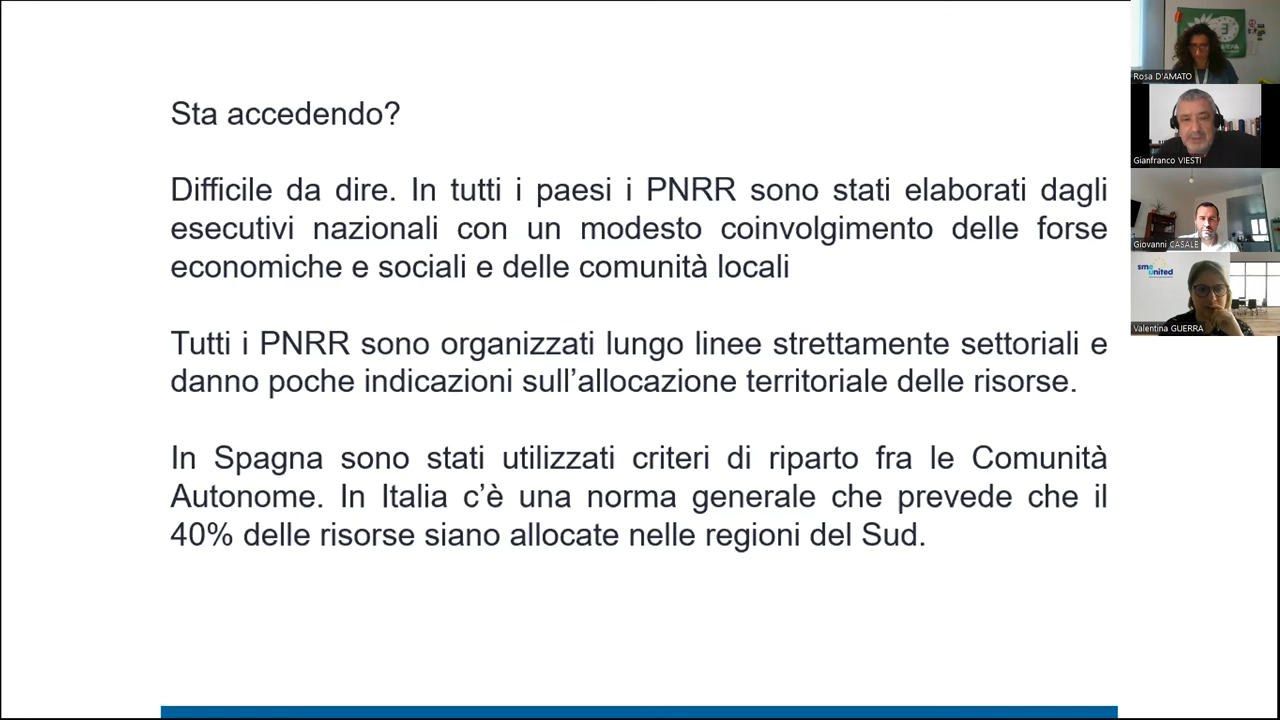 Sta accedendo?
Difficile da dire. In tutti i paesi i PNRR sono stati elaborati dagli
esecutivi nazionali con un modesto coinvolgimento delle forse
economiche e sociali e delle comunità locali
Tutti i PNRR sono organizzati lungo linee strettamente settoriali e
danno poche indicazioni sull’allocazione territoriale delle risorse.
In Spagna sono stati utilizzati criteri di riparto fra le Comunità
Autonome. In Italia c’è una norma generale che prevede che il
40% delle risorse siano allocate nelle regioni del Sud.
Rosa D'AMATO
Gianfranco VIESTI
Giovanni CASALE
sme
united
Valentina GUERRA